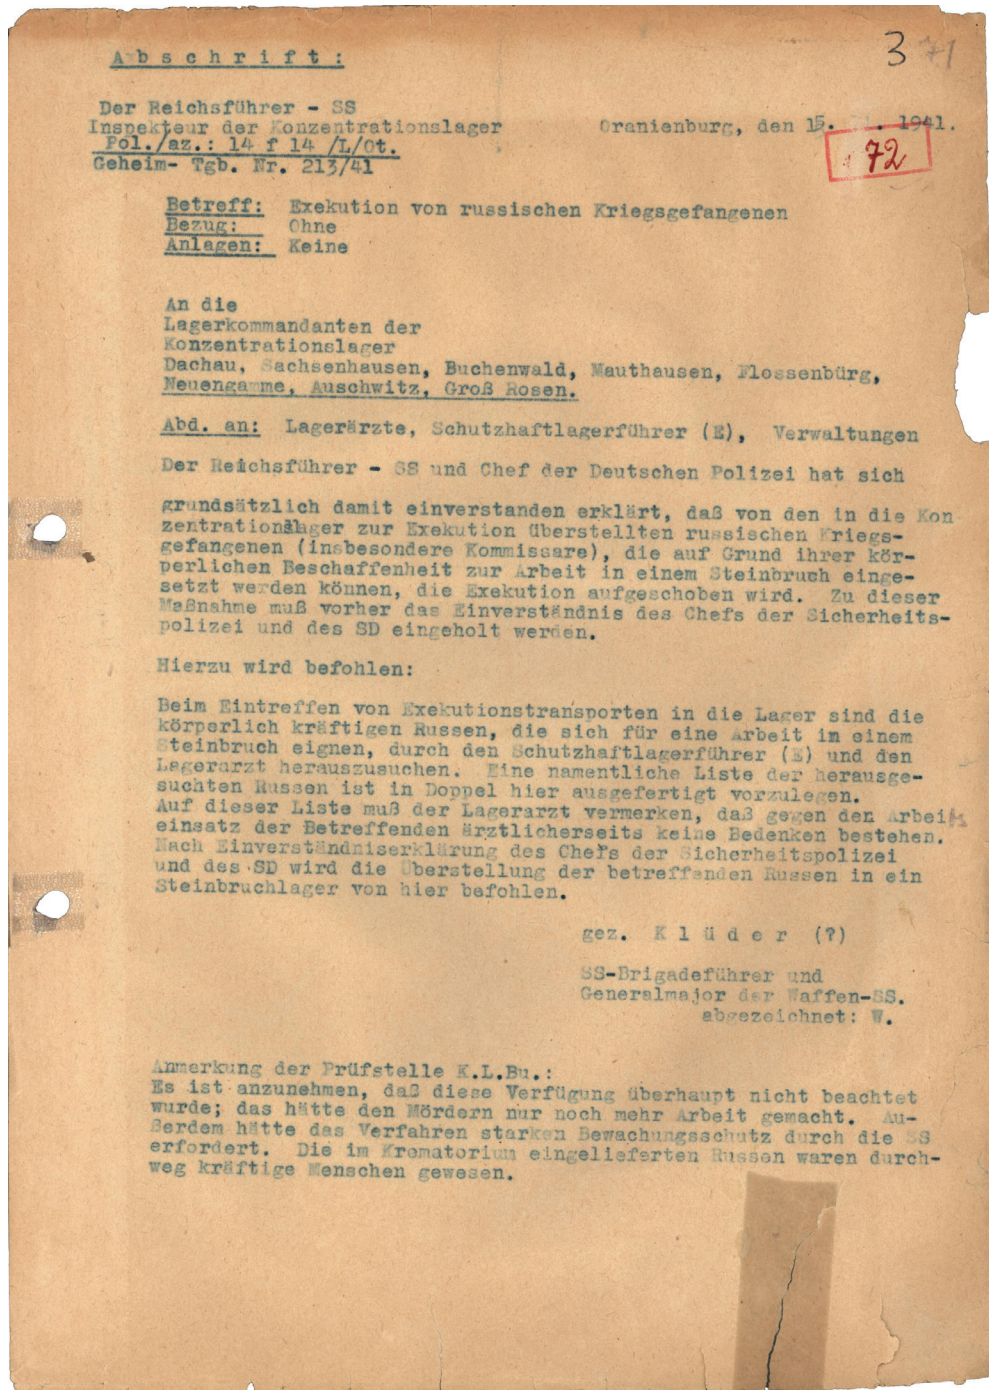 A b s c h r i f t :
3 71
Der Reichsführer - SS
Inspekteur der Konzentrationslager
Oranienburg, den 15. 1941.
Pol./az.: 14 f 14 /L/Ot.
Geheim- Tgb. Nr. 213/41
72
Betreff: Exekution von russischen Kriegsgefangenen
Bezug: Ohne
Anlagen: Keine
An die
Lagerkommandanten der
Konzentrationslager
Dachau, Sachsenhausen, Buchenwald, Mauthausen, Flossenbürg,
Neuengamme, Auschwitz, Groß Rosen.
Abd. an: Lagerärzte, Schutzhaftlagerführer (E), Verwaltungen
Der Reichsführer - SS und Chef der Deutschen Polizei hat sich
grundsätzlich damit einverstanden erklärt, daß von den in die Kon
zentrationslager zur Exekution überstellten russischen Kriegs-
gefangenen (insbesondere Kommissare), die auf Grund ihrer kör-
perlichen Beschaffenheit zur Arbeit in einem Steinbruch einge-
setzt werden können, die Exekution aufgeschoben wird. Zu dieser
Maßnahme muß vorher das Einverständnis des Chefs der Sicherheits-
polizei und des SD eingeholt werden.
Hierzu wird befohlen:
Beim Eintreffen von Exekutionstransporten in die Lager sind die
körperlich kräftigen Russen, die sich für eine Arbeit in einem
Steinbruch eignen, durch den Schutzhaftlagerführer (E) und den
Lagerarzt herauszusuchen. Eine namentliche Liste der herausge-
suchten Russen ist in Doppel hier ausgefertigt vorzulegen.
Auf dieser Liste muß der Lagerarzt vermerken, daß gegen den Arbeits
einsatz der Betreffenden ärztlicherseits keine Bedenken bestehen.
Nach Einverständniserklärung des Chefs der Sicherheitspolizei
und des SD wird die Überstellung der betreffenden Russen in ein
Steinbruchlager von hier befohlen.
gez. K l ü d e r (?)
SS-Brigadeführer und
Generalmajor der Waffen-SS.
abgezeichnet: W.
Anmerkung der Prüfstelle K.L.Bu.:
Es ist anzunehmen, daß diese Verfügung überhaupt nicht beachtet
wurde; das hätte den Mördern nur noch mehr Arbeit gemacht. Au-
ßerdem hätte das Verfahren starken Bewachungsschutz durch die SS
erfordert. Die im Krematorium eingelieferten Russen waren durch-
weg kräftige Menschen gewesen.